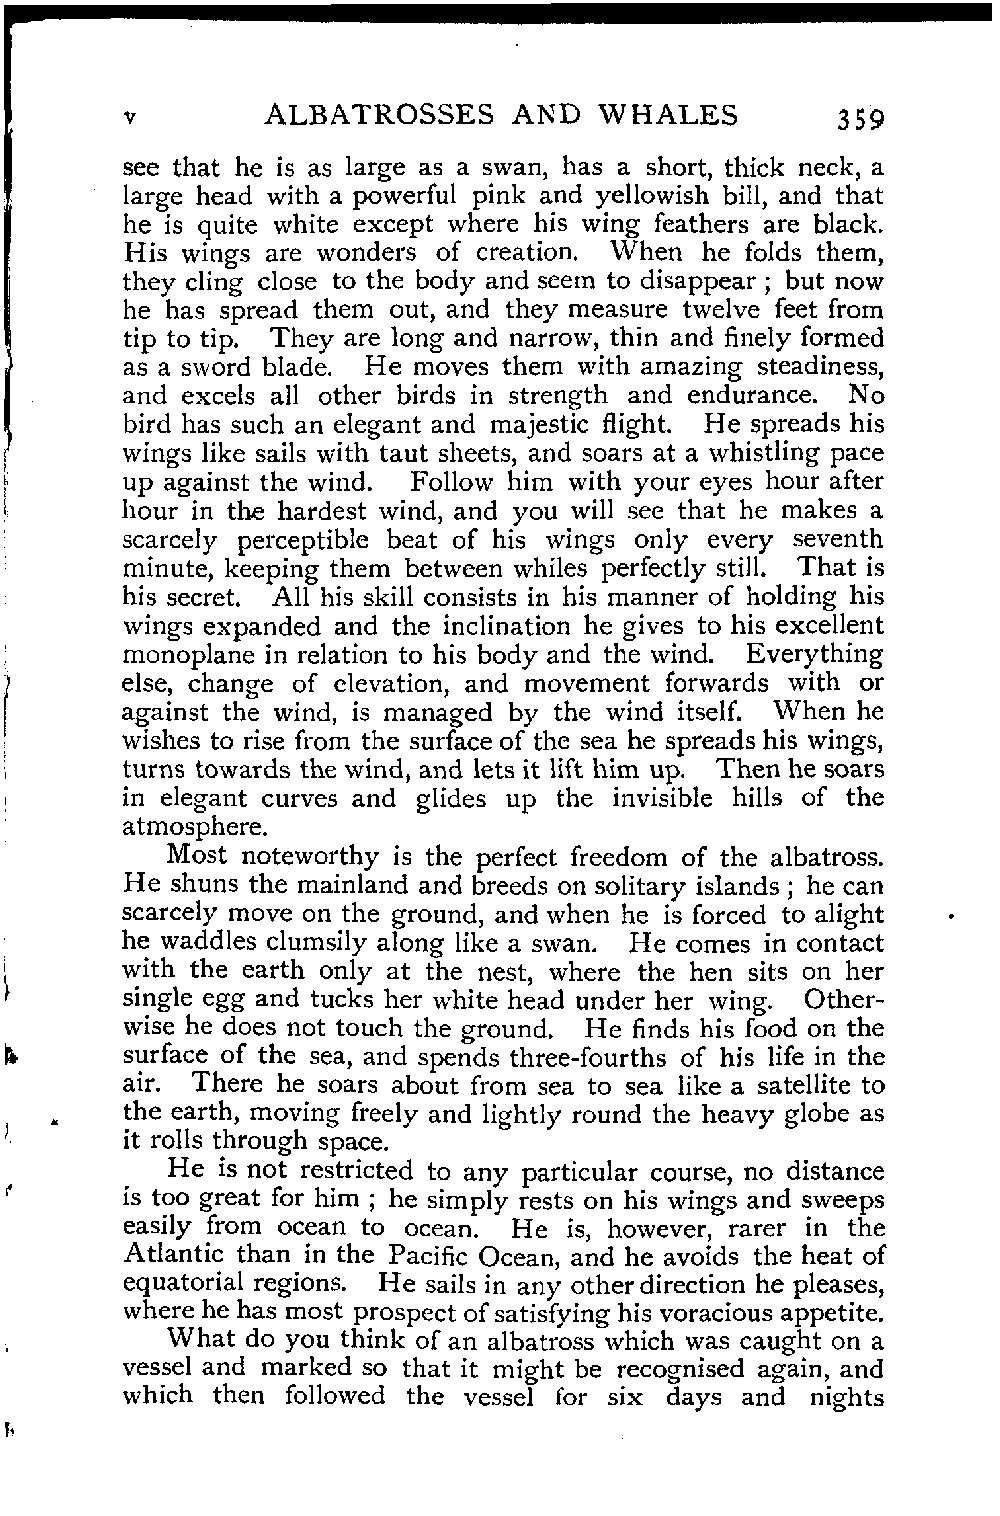 v ALBATROSSES AND WHALES 359
see that he is as large as a swan, has a short, thick neck, a
large head with a powerful pink and yellowish bill, and that
he is quite white except where his wing feathers are black.
His wings are wonders of creation. When he folds them,
they cling close to the body and seem to disappear ; but now
he has spread them out, and they measure twelve feet from
tip to tip. They are long and narrow, thin and finely formed
as a sword blade. He moves them with amazing steadiness,
and excels all other birds in strength and endurance. No
bird has such an elegant and majestic flight. He spreads his
wings like sails with taut sheets, and soars at a whistling pace
up against the wind. Follow him with your eyes hour after
hour in the hardest wind, and you will see that he makes a
scarcely perceptible beat of his wings only every seventh
minute, keeping them between whiles perfectly still. That is
his secret. All his skill consists in his manner of holding his
wings expanded and the inclination he gives to his excellent
monoplane in relation to his body and the wind. Everything
else, change of elevation, and movement forwards with or
against the wind, is managed by the wind itself. When he
wishes to rise from the surface of the sea he spreads his wings,
turns towards the wind, and lets it lift him up. Then he soars
in elegant curves and glides up the invisible hills of the
atmosphere.
Most noteworthy is the perfect freedom of the albatross.
He shuns the mainland and breeds on solitary islands ; he can
scarcely move on the ground, and when he is forced to alight
he waddles clumsily along like a swan. He comes in contact
with the earth only at the nest, where the hen sits on her
single egg and tucks her white head under her wing. Other-
wise he does not touch the ground. He finds his food on the
surface of the sea, and spends three-fourths of his life in the
air. There he soars about from sea to sea like a satellite to
the earth, moving freely and lightly round the heavy globe as
it rolls through space.
He is not restricted to any particular course, no distance
is too great for him ; he simply rests on his wings and sweeps
easily from ocean to ocean. He is, however, rarer in the
Atlantic than in the Pacific Ocean, and he avoids the heat of
equatorial regions. He sails in any other direction he pleases,
where he has most prospect of satisfying his voracious appetite.
What do you think of an albatross which was caught on a
vessel and marked so that it might be recognised again, and
which then followed the vessel for six days and nights